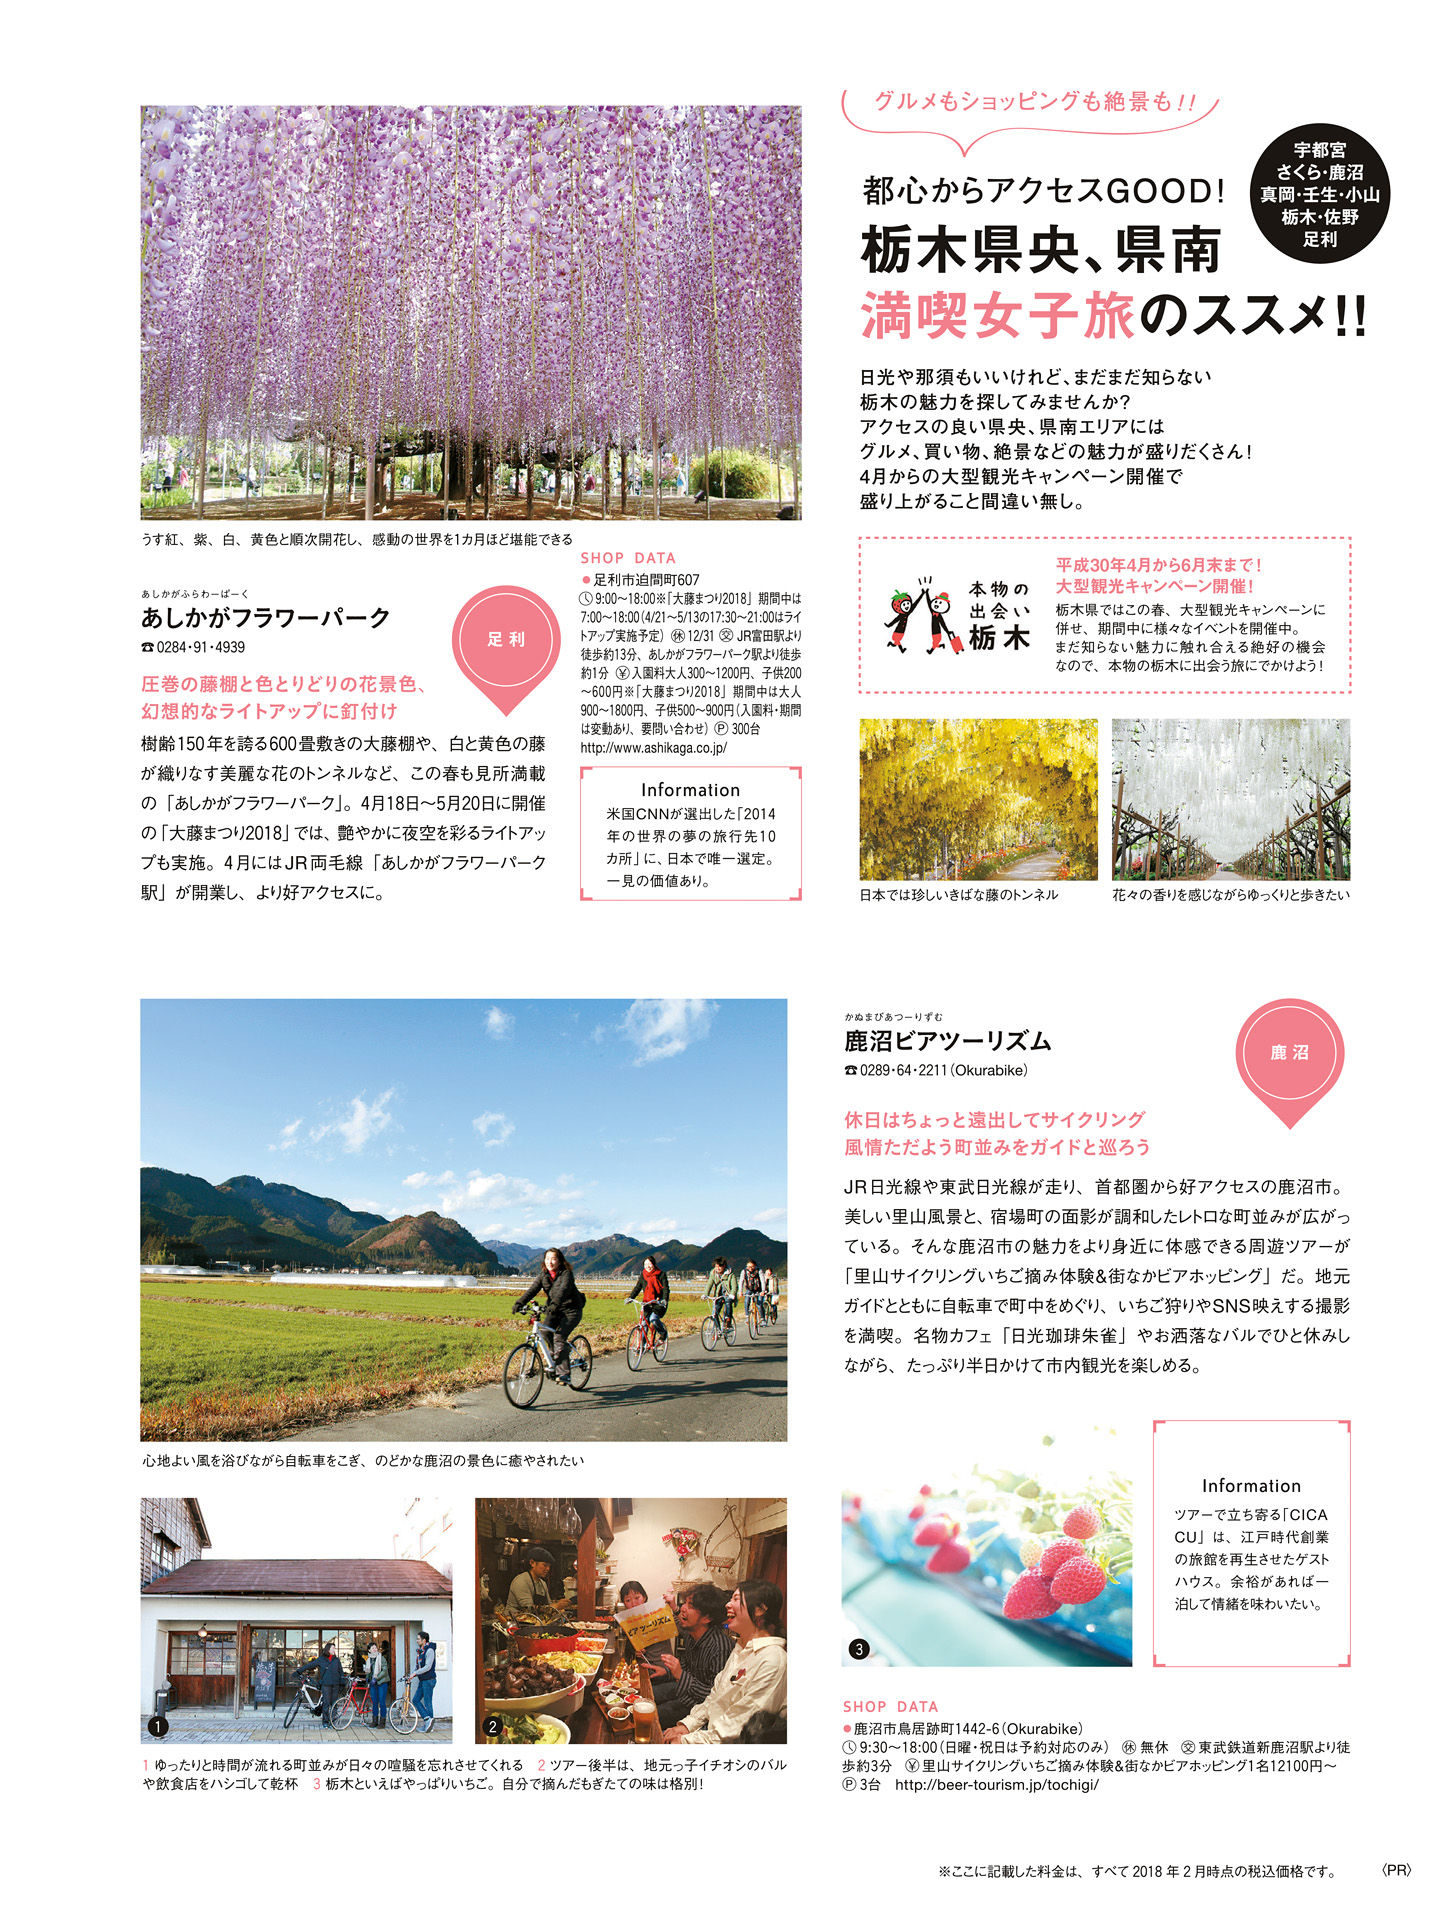 グルメもショッピングも絶景も!!
都心からアクセスGOOD!
栃木県央、県南
満喫女子旅のススメ!!
宇都宮
さくら・鹿沼
真岡・壬生・小山
栃木・佐野
足利
日光や那須もいいけれど、まだまだ知らない
栃木の魅力を探してみませんか?
アクセスの良い県央、県南エリアには
グルメ、買い物、絶景などの魅力が盛りだくさん!
4月からの大型観光キャンペーン開催で
盛り上がること間違い無し。
本物の
出会い
栃木
平成30年4月から6月末まで!
大型観光キャンペーン開催!
栃木県ではこの春、大型観光キャンペーンに
併せ、期間中に様々なイベントを開催中。
まだ知らない魅力に触れ合える絶好の機会
なので、本物の栃木に出会う旅にでかけよう!
日本では珍しいきばな藤のトンネル
花々の香りを感じながらゆっくりと歩きたい
うす紅、紫、白、黄色と順次開花し、感動の世界を1カ月ほど堪能できる
あしかがふらわーぱーく
あしかがフラワーパーク
☎0284・91・4939
足利
圧巻の藤棚と色とりどりの花景色、
幻想的なライトアップに釘付け
樹齢150年を誇る600畳敷きの大藤棚や、白と黄色の藤
が織りなす美麗な花のトンネルなど、この春も見所満載
の「あしかがフラワーパーク」。4月18日〜5月20日に開催
の「大藤まつり2018」では、艶やかに夜空を彩るライトアッ
プも実施。4月にはJR両毛線「あしかがフラワーパーク
駅」が開業し、より好アクセスに。
SHOP DATA
●足利市迫間町607
9:00〜18:00※「大藤まつり2018」期間中は
7:00〜18:00(4/21〜5/13の17:30〜21:00はライ
トアップ実施予定) ㊡12/31 交JR富田駅より
徒歩約13分、あしかがフラワーパーク駅より徒歩
約1分 ¥入園料大人300〜1200円、子供200
〜600円※「大藤まつり2018」期間中は大人
900〜1800円、子供500〜900円(入園料・期間
は変動あり、要問い合わせ) Ⓟ300台
http://www.ashikaga.co.jp/
Information
米国CNNが選出した「2014
年の世界の夢の旅行先10
カ所」に、日本で唯一選定。
一見の価値あり。
心地よい風を浴びながら自転車をこぎ、のどかな鹿沼の景色に癒やされたい
かぬまびあつーりずむ
鹿沼ビアツーリズム
☎0289・64・2211(Okurabike)
鹿沼
休日はちょっと遠出してサイクリング
風情ただよう町並みをガイドと巡ろう
JR日光線や東武日光線が走り、首都圏から好アクセスの鹿沼市。
美しい里山風景と、宿場町の面影が調和したレトロな町並みが広がっ
ている。そんな鹿沼市の魅力をより身近に体感できる周遊ツアーが
「里山サイクリングいちご摘み体験&街なかビアホッピング」だ。地元
ガイドとともに自転車で町中をめぐり、いちご狩りやSNS映えする撮影
を満喫。名物カフェ「日光珈琲朱雀」やお洒落なバルでひと休みし
ながら、たっぷり半日かけて市内観光を楽しめる。
Information
ツアーで立ち寄る「CICA
CU」は、江戸時代創業
の旅館を再生させたゲスト
ハウス。余裕があれば一
泊して情緒を味わいたい。
1
2
ビアツーリズム
3
1 ゆったりと時間が流れる町並みが日々の喧騒を忘れさせてくれる 2 ツアー後半は、地元っ子イチオシのバル
や飲食店をハシゴして乾杯 3 栃木といえばやっぱりいちご。自分で摘んだもぎたての味は格別!
SHOP DATA
●鹿沼市鳥居跡町1442-6(Okurabike)
9:30〜18:00(日曜・祝日は予約対応のみ) ㊡無休 交東武鉄道新鹿沼駅より徒
歩約3分 ¥里山サイクリングいちご摘み体験&街なかビアホッピング1名12100円〜
Ⓟ3台 http://beer-tourism.jp/tochigi/
※ここに記載した料金は、すべて2018年2月時点の税込価格です。
〈PR〉